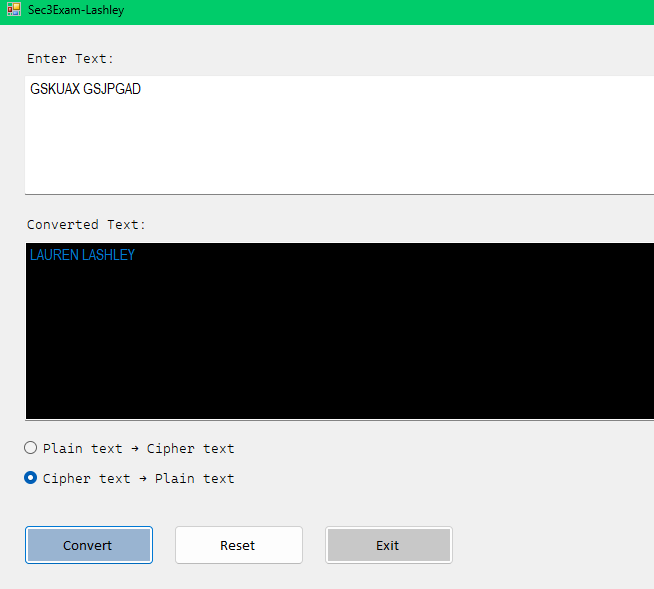 Sec3Exam-Lashley
Enter Text:
GSKUAX GSJPGAD
Converted Text:
LAUREN LASHLEY
Plain text → Cipher text
Cipher text → Plain text
Convert Reset Exit